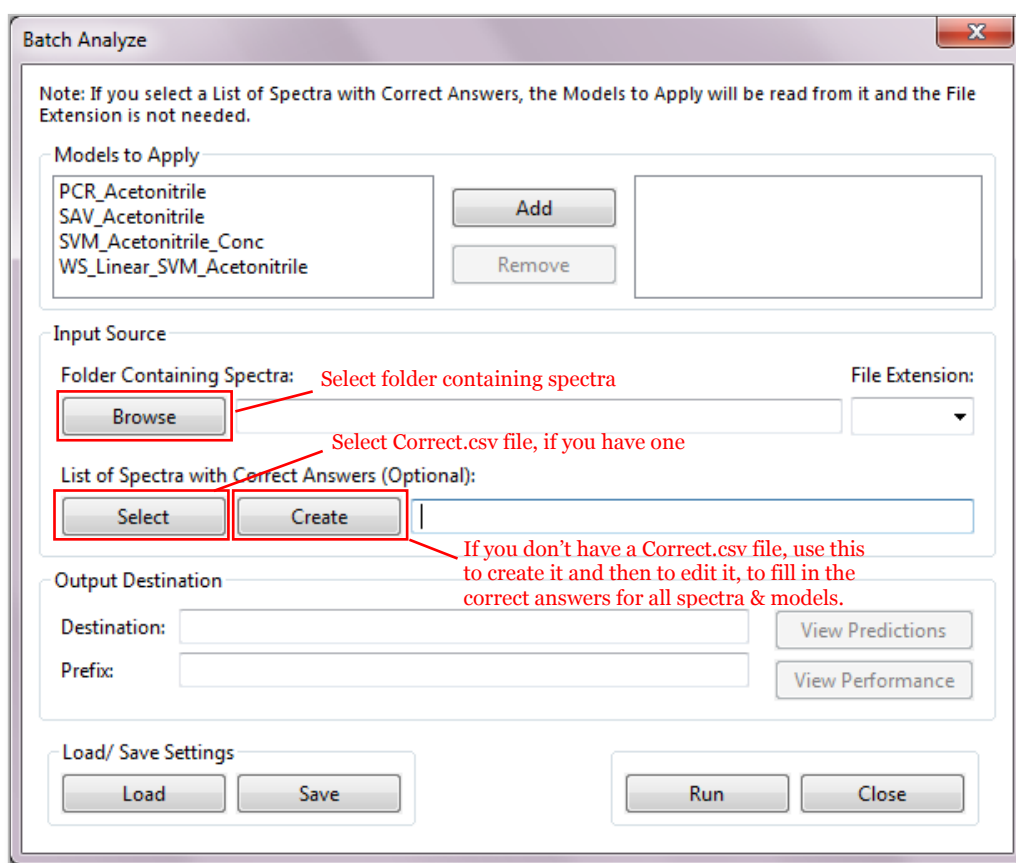 Batch Analyze
Note: If you select a List of Spectra with Correct Answers, the Models to Apply will be read from it and the File
Extension is not needed.
Models to Apply
PCR_Acetonitrile
SAV_Acetonitrile
SVM_Acetonitrile_Conc
WS_Linear_SVM_Acetonitrile
Add
Remove
Input Source
Folder Containing Spectra:
Select folder containing spectra
File Extension:
Browse
Select Correct.csv file, if you have one
List of Spectra with Correct Answers (Optional):
Select
Create
If you don't have a Correct.csv file, use this
to create it and then to edit it, to fill in the
correct answers for all spectra & models.
Output Destination
Destination:
View Predictions
Prefix:
View Performance
Load/ Save Settings
Load
Save
Run
Close